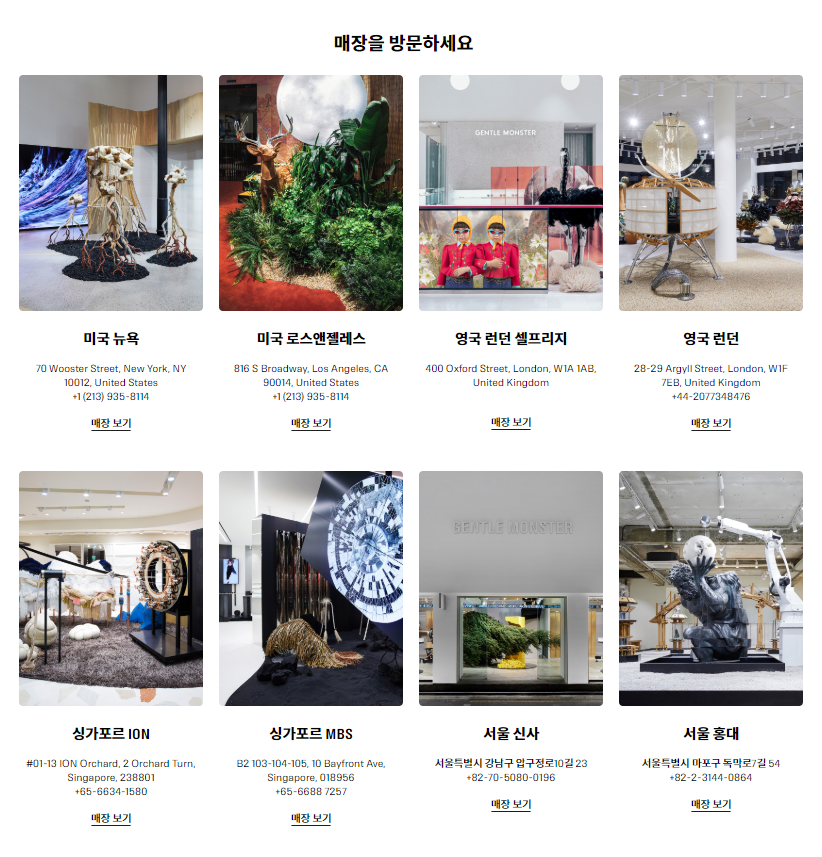 매장을 방문하세요
GENTLE MONSTER
미국 뉴욕
70 Wooster Street, New York, NY
10012, United States
+1 (213) 935-8114
매장 보기
미국 로스앤젤레스
816 S Broadway, Los Angeles, CA
90014, United States
+1 (213) 935-8114
매장 보기
영국 런던 셀프리지
400 Oxford Street, London, W1A 1AB,
United Kingdom
매장 보기
영국 런던
28-29 Argyll Street, London, W1F
7EB, United Kingdom
+44-2077348476
매장 보기
GENTLE MONSTER
싱가포르 ION
#01-13 ION Orchard, 2 Orchard Turn,
Singapore, 238801
+65-6634-1580
매장 보기
싱가포르 MBS
B2 103-104-105, 10 Bayfront Ave,
Singapore, 018956
+65-6688 7257
매장 보기
서울 신사
서울특별시 강남구 압구정로10길 23
+82-70-5080-0196
매장 보기
서울 홍대
서울특별시 마포구 독막로7길 54
+82-2-3144-0864
매장 보기